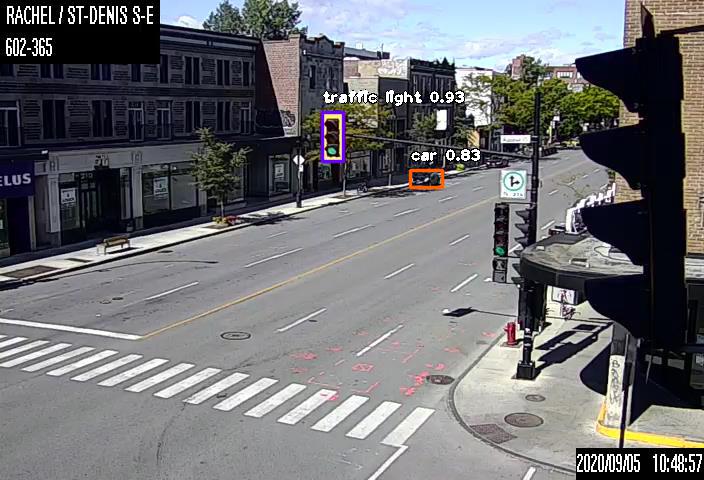 RACHEL / ST-DENIS S-E
602-365
traffic light 0.93
car 0.83
ELUS
2020/09/05 10:48:57